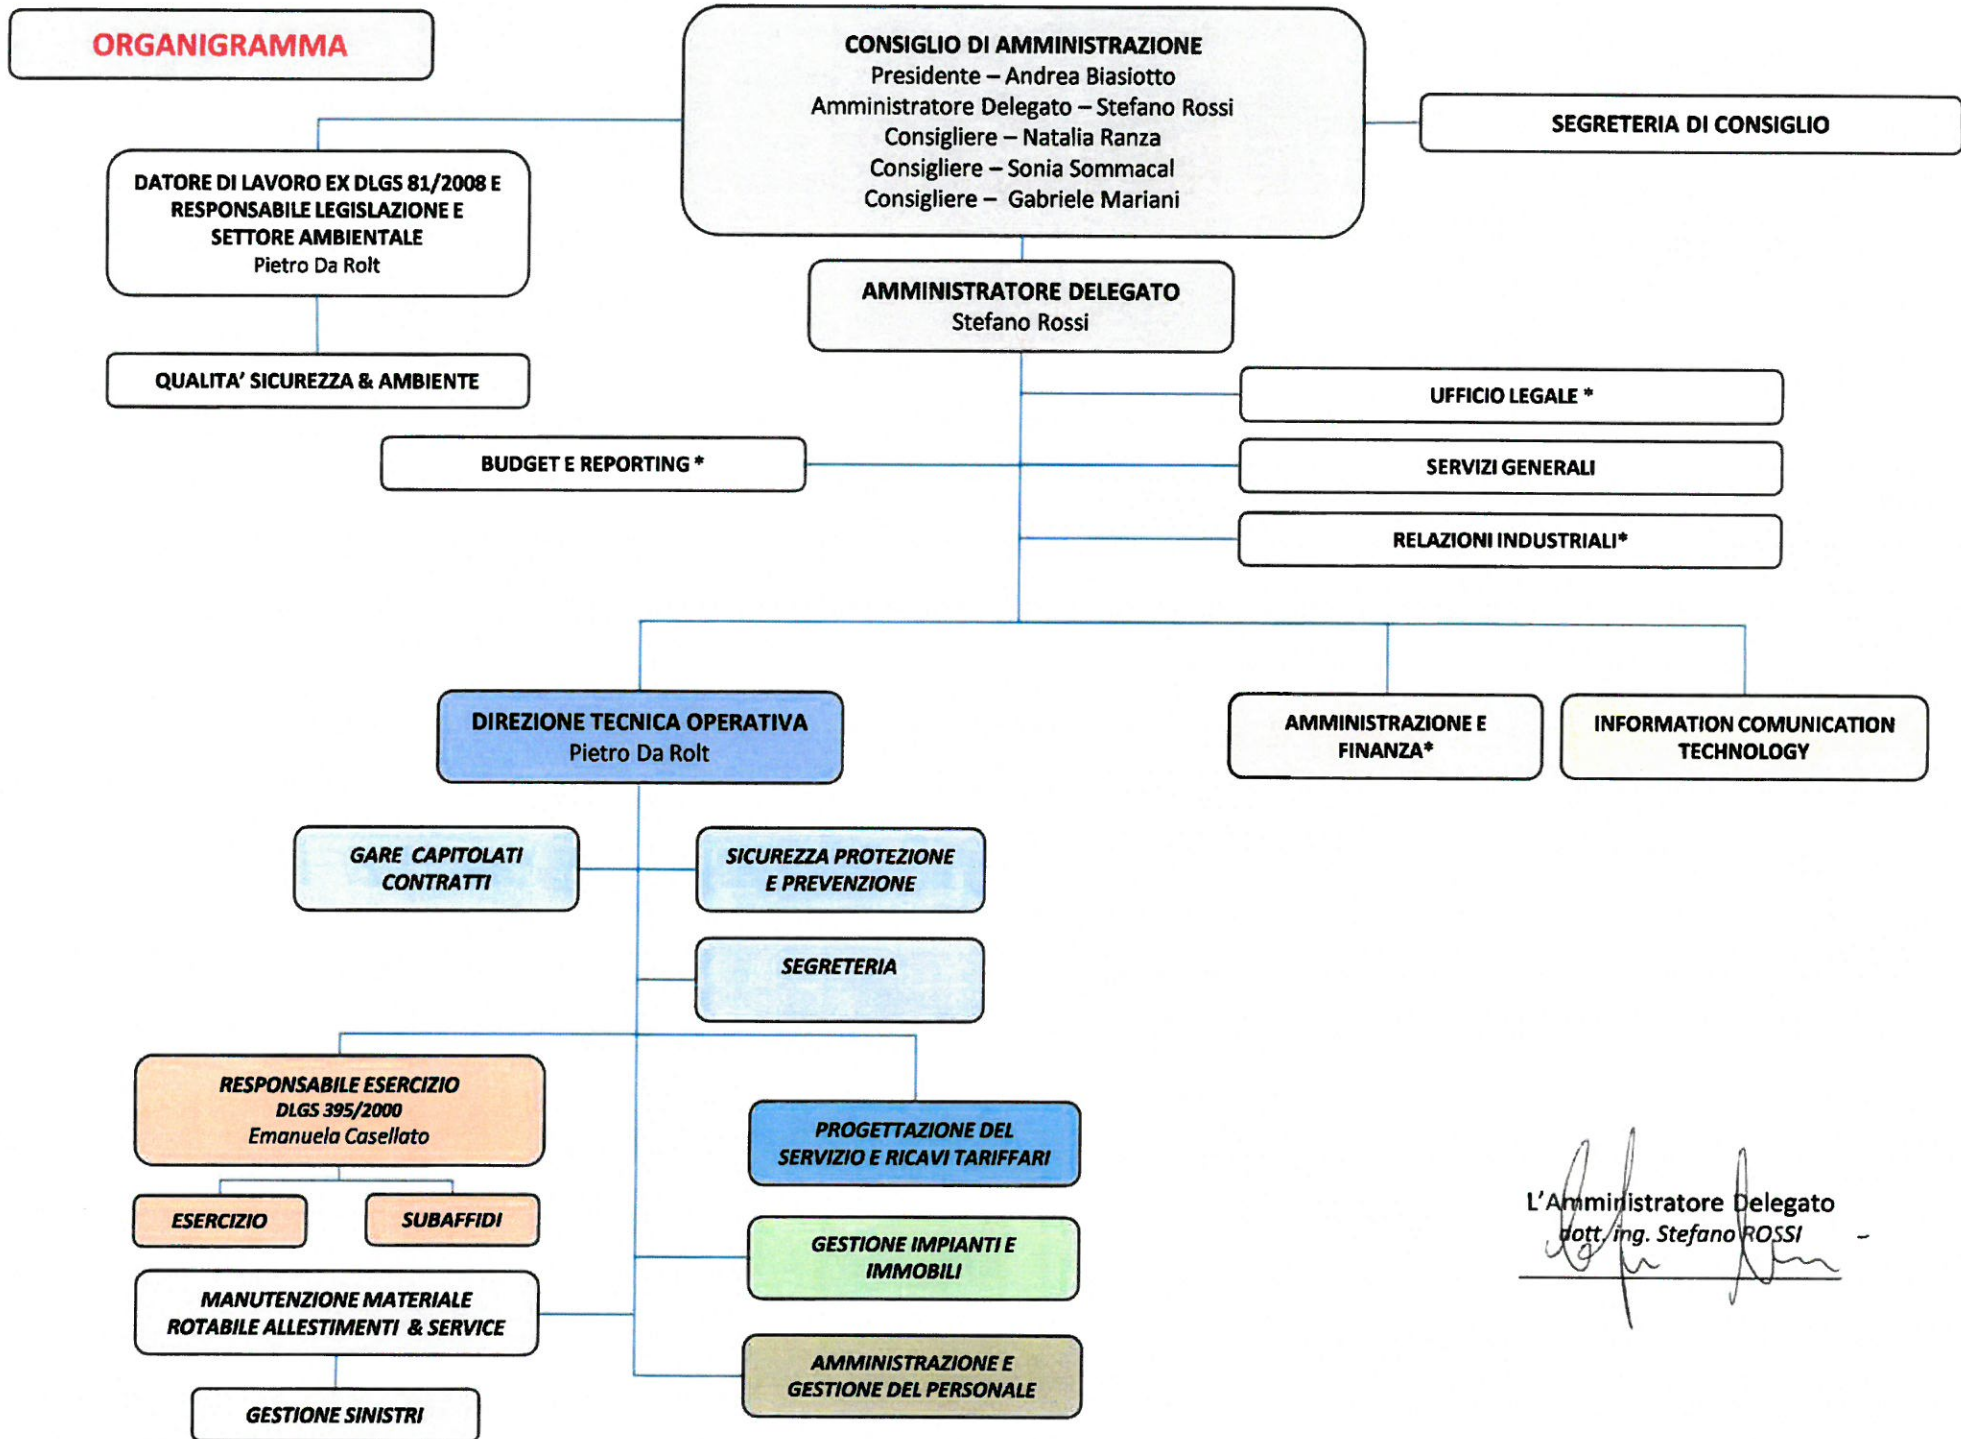 ORGANIGRAMMA
CONSIGLIO DI AMMINISTRAZIONE
Presidente – Andrea Biasiotto
Amministratore Delegato – Stefano Rossi
Consigliere – Natalia Ranza
Consigliere – Sonia Sommacal
Consigliere – Gabriele Mariani
SEGRETERIA DI CONSIGLIO
DATORE DI LAVORO EX DLGS 81/2008 E
RESPONSABILE LEGISLAZIONE E
SETTORE AMBIENTALE
Pietro Da Rolt
AMMINISTRATORE DELEGATO
Stefano Rossi
QUALITA' SICUREZZA & AMBIENTE
UFFICIO LEGALE *
BUDGET E REPORTING *
SERVIZI GENERALI
RELAZIONI INDUSTRIALI*
DIREZIONE TECNICA OPERATIVA
Pietro Da Rolt
AMMINISTRAZIONE E
FINANZA*
INFORMATION COMUNICATION
TECHNOLOGY
GARE CAPITOLATI
CONTRATTI
SICUREZZA PROTEZIONE
E PREVENZIONE
SEGRETERIA
RESPONSABILE ESERCIZIO
DLGS 395/2000
Emanuela Casellato
PROGETTAZIONE DEL
SERVIZIO E RICAVI TARIFFARI
ESERCIZIO
SUBAFFIDI
GESTIONE IMPIANTI E
IMMOBILI
MANUTENZIONE MATERIALE
ROTABILE ALLESTIMENTI & SERVICE
AMMINISTRAZIONE E
GESTIONE DEL PERSONALE
GESTIONE SINISTRI
L'Amministratore Delegato
dott. ing. Stefano ROSSI